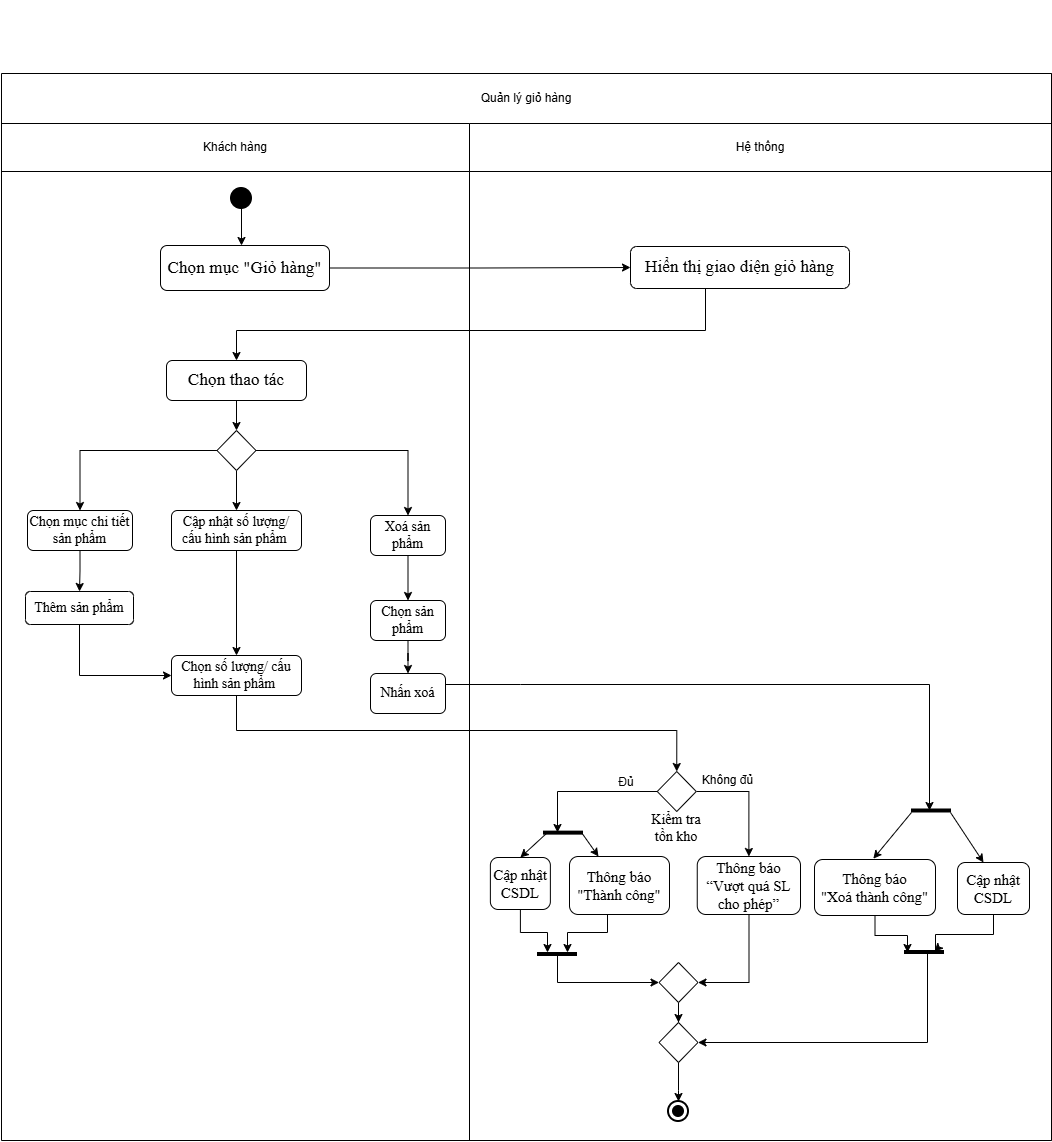 Quản lý giỏ hàng
Khách hàng
Hệ thống
Chọn mục "Giỏ hàng"
Hiển thị giao diện giỏ hàng
Chọn thao tác
Chọn mục chi tiết
sản phẩm
Cập nhật số lượng/
cấu hình sản phẩm
Xoá sản
phẩm
Thêm sản phẩm
Chọn sản
phẩm
Chọn số lượng/ cấu
hình sản phẩm
Nhấn xoá
Đủ
Không đủ
Kiểm tra
tồn kho
Cập nhật
CSDL
Thông báo
"Thành công"
Thông báo
“Vượt quá SL
cho phép”
Thông báo
"Xoá thành công"
Cập nhật
CSDL